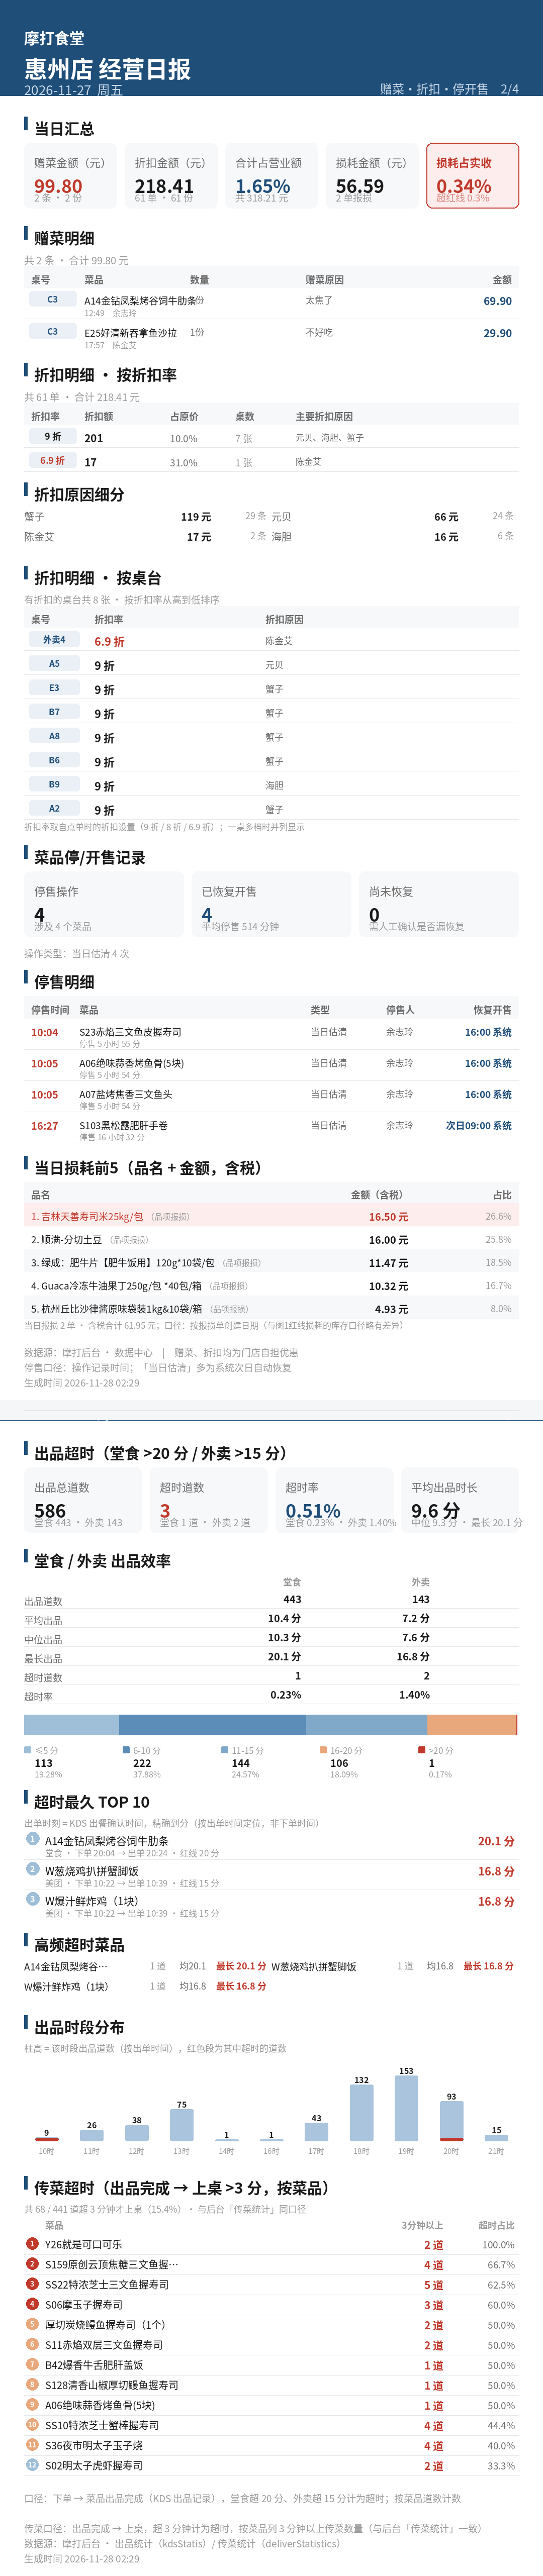 摩打食堂
惠州店 经营日报
2026-11-27 周五
赠菜・折扣・停开售 2/4
当日汇总
赠菜金额（元） 折扣金额（元） 合计占营业额 损耗金额（元） 损耗占实收
99.80 218.41 1.65% 56.59 0.34%
2 条・2 份 61 单・61 份 共 318.21 元 2 单报损 超红线 0.3%
赠菜明细
共 2 条 ・ 合计 99.80 元
桌号 菜品 数量 赠菜原因 金额
C3 A14金钻凤梨烤谷饲牛肋条 份 太焦了 69.90
12:49 余志玲
C3 E25好清新吞拿鱼沙拉 1份 不好吃 29.90
17:57 陈金艾
折扣明细 ・ 按折扣率
共 61 单 ・ 合计 218.41 元
折扣率 折扣额 占原价 桌数 主要折扣原因
9 折 201 10.0% 7 张 元贝、海胆、蟹子
6.9 折 17 31.0% 1 张 陈金艾
折扣原因细分
蟹子 119 元 29 条 元贝 66 元 24 条
陈金艾 17 元 2 条 海胆 16 元 6 条
折扣明细 ・ 按桌台
有折扣的桌台共 8 张 ・ 按折扣率从高到低排序
桌号 折扣率 折扣原因
外卖4 6.9 折 陈金艾
A5 9 折 元贝
E3 9 折 蟹子
B7 9 折 蟹子
A8 9 折 蟹子
B6 9 折 蟹子
B9 9 折 海胆
A2 9 折 蟹子
折扣率取自点单时的折扣设置（9 折 / 8 折 / 6.9 折）；一桌多档时并列显示
菜品停/开售记录
停售操作 已恢复开售 尚未恢复
4 4 0
涉及 4 个菜品 平均停售 514 分钟 需人工确认是否漏恢复
操作类型：当日估清 4 次
停售明细
停售时间 菜品 类型 停售人 恢复开售
10:04 S23赤焰三文鱼皮握寿司 当日估清 余志玲 16:00 系统
停售 5 小时 55 分
10:05 A06绝味蒜香烤鱼骨(5块) 当日估清 余志玲 16:00 系统
停售 5 小时 54 分
10:05 A07盐烤焦香三文鱼头 当日估清 余志玲 16:00 系统
停售 5 小时 54 分
16:27 S103黑松露肥肝手卷 当日估清 余志玲 次日09:00 系统
停售 16 小时 32 分
当日损耗前5（品名 + 金额，含税）
品名 金额（含税） 占比
1. 吉林天善寿司米25kg/包 （品项报损） 16.50 元 26.6%
2. 顺满-分切土豆 （品项报损） 16.00 元 25.8%
3. 绿成：肥牛片【肥牛饭用】120g*10袋/包 （品项报损） 11.47 元 18.5%
4. Guaca冷冻牛油果丁250g/包 *40包/箱 （品项报损） 10.32 元 16.7%
5. 杭州丘比沙律酱原味袋装1kg&10袋/箱 （品项报损） 4.93 元 8.0%
当日报损 2 单 ・ 含税合计 61.95 元；口径：按报损单创建日期（与图1红线损耗的库存口径略有差异）
数据源：摩打后台 ・ 数据中心 | 赠菜、折扣均为门店自担优惠
停售口径：操作记录时间；「当日估清」多为系统次日自动恢复
生成时间 2026-11-28 02:29
出品超时（堂食 >20 分 / 外卖 >15 分）
出品总道数 超时道数 超时率 平均出品时长
586 3 0.51% 9.6 分
堂食 443 ・ 外卖 143 堂食 1 道 ・ 外卖 2 道 堂食 0.23% ・ 外卖 1.40% 中位 9.3 分 ・ 最长 20.1 分
堂食 / 外卖 出品效率
堂食 外卖
出品道数 443 143
平均出品 10.4 分 7.2 分
中位出品 10.3 分 7.6 分
最长出品 20.1 分 16.8 分
超时道数 1 2
超时率 0.23% 1.40%
≤5 分 6-10 分 11-15 分 16-20 分 >20 分
113 222 144 106 1
19.28% 37.88% 24.57% 18.09% 0.17%
超时最久 TOP 10
出单时刻 = KDS 出餐确认时间，精确到分（按出单时间定位，非下单时间）
1 A14金钻凤梨烤谷饲牛肋条 20.1 分
堂食 ・ 下单 20:04 → 出单 20:24 ・ 红线 20 分
2 W葱烧鸡扒拼蟹脚饭 16.8 分
美团 ・ 下单 10:22 → 出单 10:39 ・ 红线 15 分
3 W爆汁鲜炸鸡（1块） 16.8 分
美团 ・ 下单 10:22 → 出单 10:39 ・ 红线 15 分
高频超时菜品
A14金钻凤梨烤谷… 1 道 均20.1 最长 20.1 分 W葱烧鸡扒拼蟹脚饭 1 道 均16.8 最长 16.8 分
W爆汁鲜炸鸡（1块） 1 道 均16.8 最长 16.8 分
出品时段分布
柱高 = 该时段出品道数（按出单时间），红色段为其中超时的道数
9 26 38 75 1 1 43 132 153 93 15
10时 11时 12时 13时 14时 16时 17时 18时 19时 20时 21时
传菜超时（出品完成 → 上桌 >3 分，按菜品）
共 68 / 441 道超 3 分钟才上桌（15.4%）・ 与后台「传菜统计」同口径
菜品 3分钟以上 超时占比
1 Y26就是可口可乐 2 道 100.0%
2 S159原创云顶焦糖三文鱼握… 4 道 66.7%
3 SS22特浓芝士三文鱼握寿司 5 道 62.5%
4 S06摩玉子握寿司 3 道 60.0%
5 厚切炭烧鳗鱼握寿司（1个） 2 道 50.0%
6 S11赤焰双层三文鱼握寿司 2 道 50.0%
7 B42爆香牛舌肥肝盖饭 1 道 50.0%
8 S128清香山椒厚切鳗鱼握寿司 1 道 50.0%
9 A06绝味蒜香烤鱼骨(5块) 1 道 50.0%
10 SS10特浓芝士蟹棒握寿司 4 道 44.4%
11 S36夜市明太子玉子烧 4 道 40.0%
12 S02明太子虎虾握寿司 2 道 33.3%
口径：下单 → 菜品出品完成（KDS 出品记录），堂食超 20 分、外卖超 15 分计为超时；按菜品道数计数
传菜口径：出品完成 → 上桌，超 3 分钟计为超时，按菜品列 3 分钟以上传菜数量（与后台「传菜统计」一致）
数据源：摩打后台 ・ 出品统计（kdsStatis）/ 传菜统计（deliverStatistics）
生成时间 2026-11-28 02:29